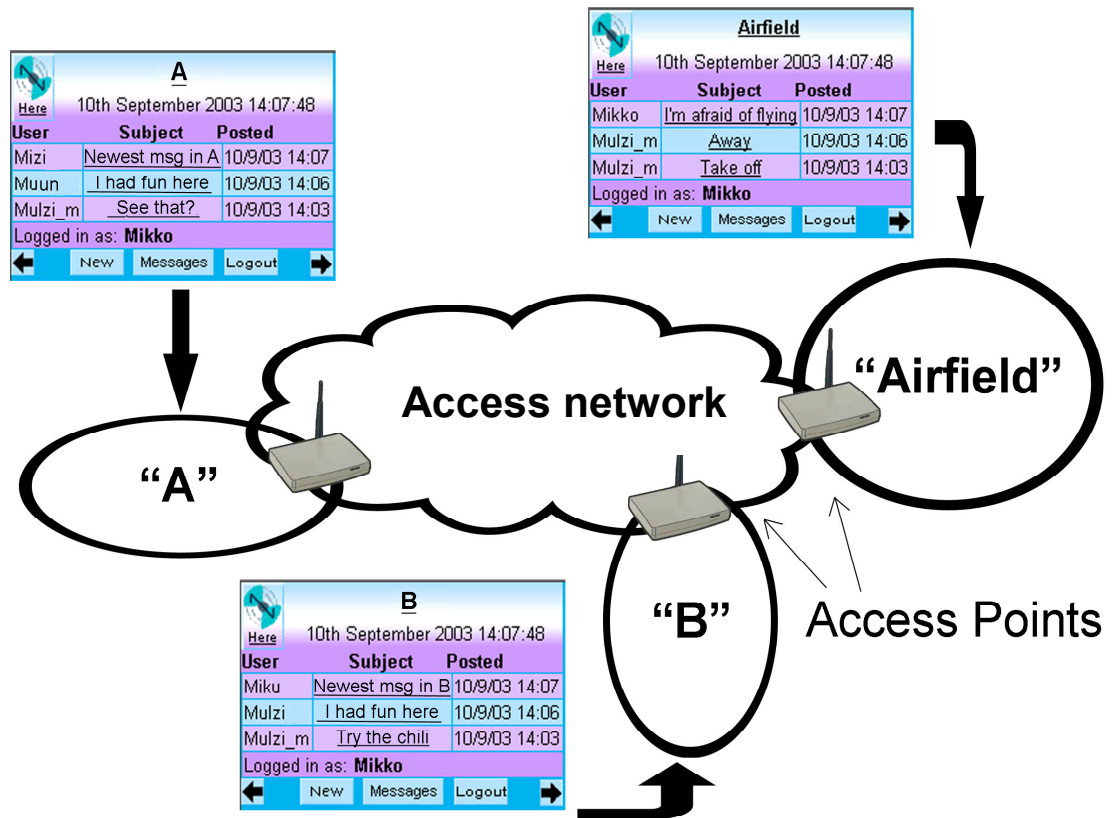 A
Here
10th September 2003 14:07:48
User Subject Posted
Mizi Newest msg in A 10/9/03 14:07
Muun I had fun here 10/9/03 14:06
Mulzi_m See that? 10/9/03 14:03
Logged in as: Mikko
New Messages Logout
Airfield
Here
10th September 2003 14:07:48
User Subject Posted
Mikko I'm afraid of flying 10/9/03 14:07
Mulzi_m Away 10/9/03 14:06
Mulzi_m Take off 10/9/03 14:03
Logged in as: Mikko
New Messages Logout
Access network
“Airfield”
“A”
“B”
Access Points
B
Here
10th September 2003 14:07:48
User Subject Posted
Miku Newest msg in B 10/9/03 14:07
Mulzi I had fun here 10/9/03 14:06
Mulzi_m Try the chili 10/9/03 14:03
Logged in as: Mikko
New Messages Logout